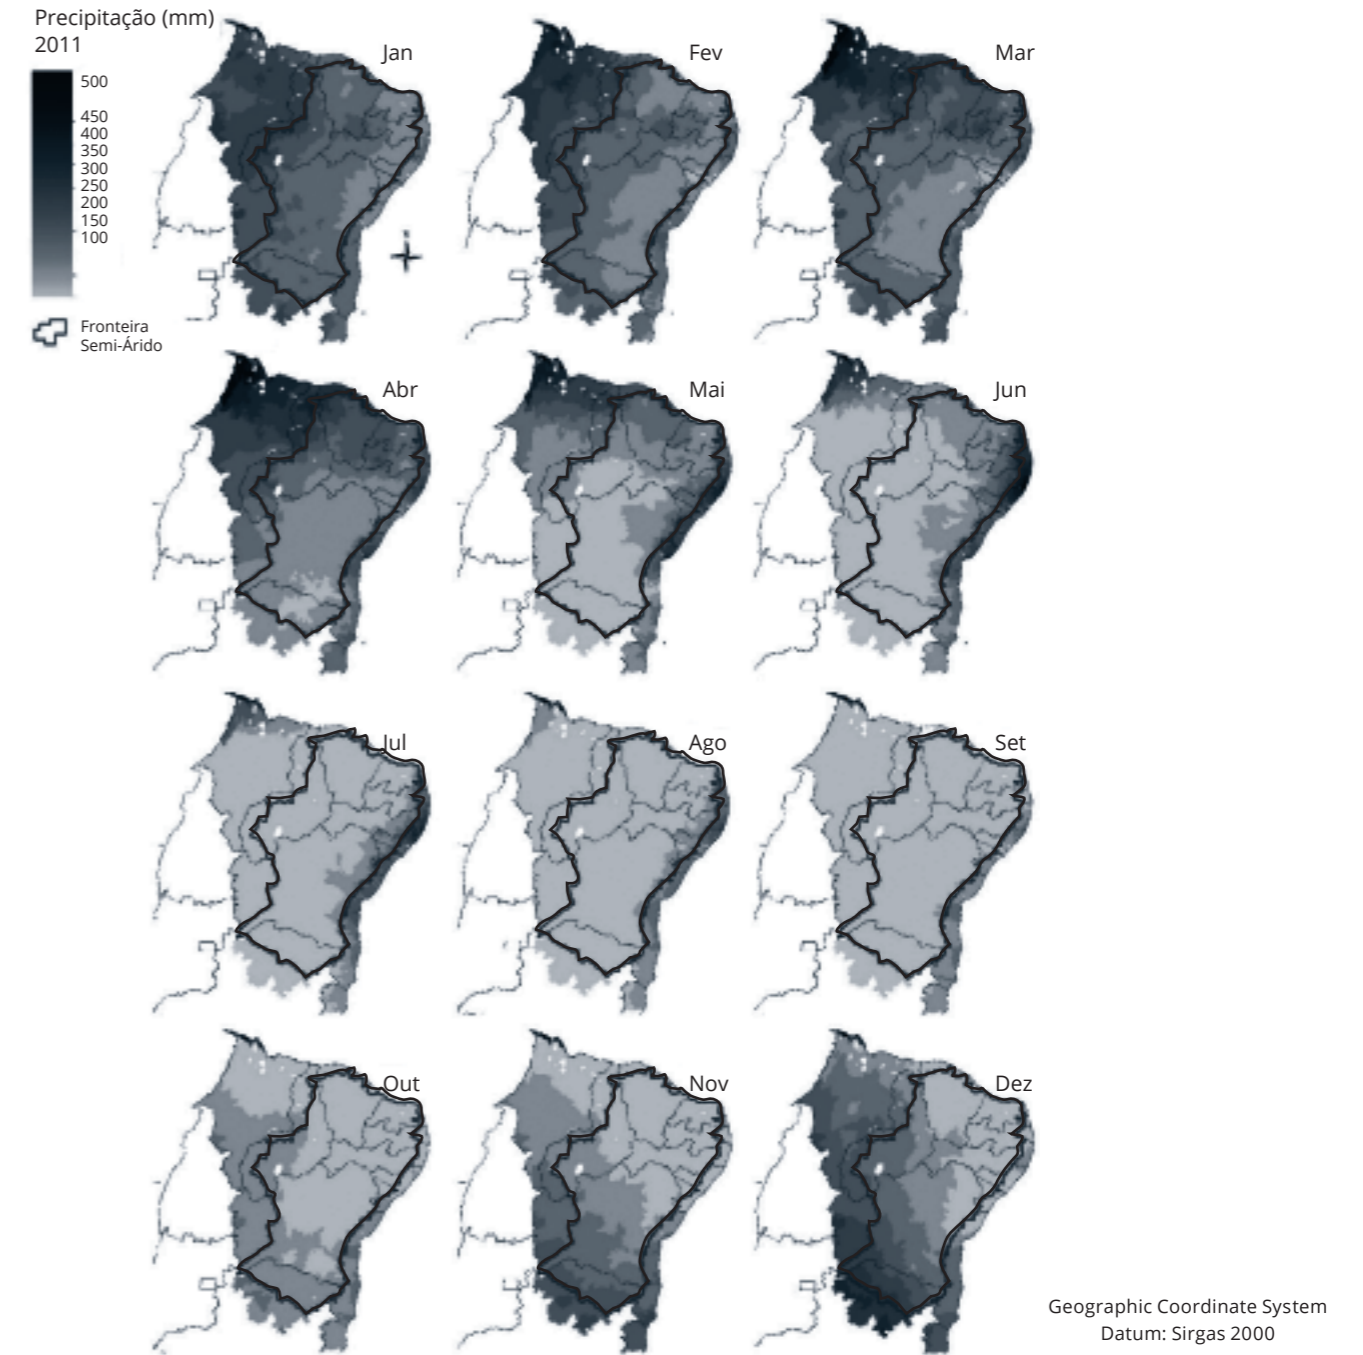 Precipitação (mm)
2011
500
450
400
350
300
250
200
150
100
Fronteira
Semi-Árido
Jan
Fev
Mar
Abr
Mai
Jun
Jul
Ago
Set
Out
Nov
Dez
Geographic Coordinate System
Datum: Sirgas 2000